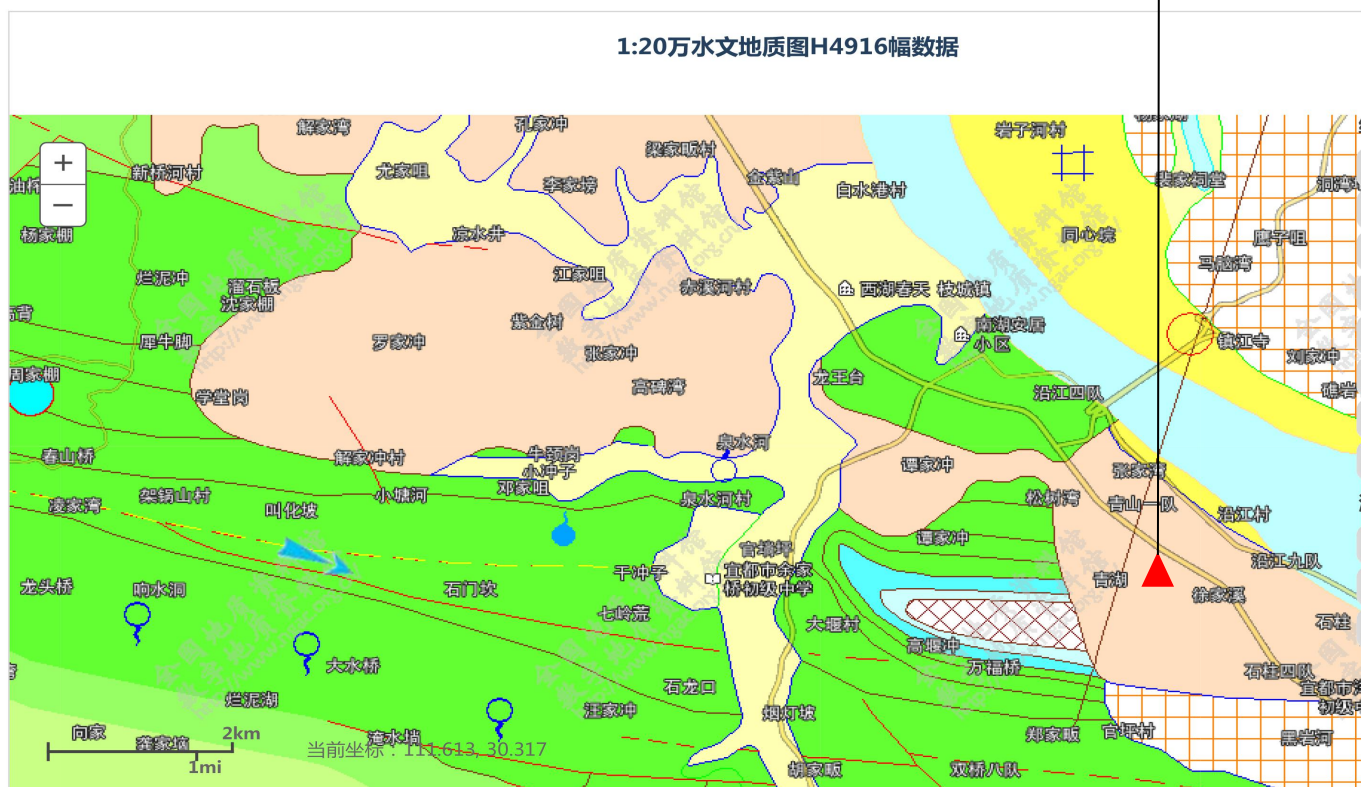 1:20万水文地质图H4916幅数据
解家湾
孔家冲
岩子河村
梁家畈村
新桥河村
尤家咀
李家塝
金紫山
白水港村
裴家祠堂
+
−
杨家棚
凉水井
同心垸
鹰子咀
马脑湾
烂泥冲
溜石板
沈家棚
江家咀
赤溪河村
西湖春天 枝城镇
犀牛脚
紫金树
南湖安居
小区
罗家冲
张家冲
镇江寺
刘家冲
周家棚
高碑湾
龙王台
学堂岗
沿江四队
泉水河
春山桥
解家冲村
牛颈岗
小冲子
谭家冲
张家湾
凌家湾
架锅山村
小塘河
邓家咀
泉水河村
松树湾
青山一队
叫化坡
沿江村
谭家冲
官垱坪
沿江九队
龙头桥
响水洞
石门坎
干冲子
宜都市余家
桥初级中学
青湖
徐家溪
七岭荒
大堰村
石柱
高堰冲
大水桥
万福桥
石柱四队
烂泥湖
石龙口
汪家冲
烟灯坡
向家
龚家墒
2km
淹水垱
当前坐标：111.613, 30.317
郑家畈
官坪村
黑岩河
1mi
胡家畈
双桥八队